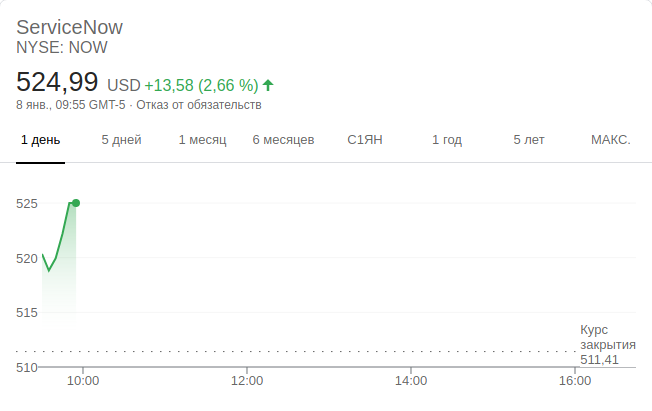 ServiceNow
NYSE: NOW
524,99 USD +13,58 (2,66 %)
8 янв., 09:55 GMT-5 · Отказ от обязательств
1 день 5 дней 1 месяц 6 месяцев С1ЯН 1 год 5 лет МАКС.
525
520
515
Курс
закрытия
511,41
510
10:00 12:00 14:00 16:00